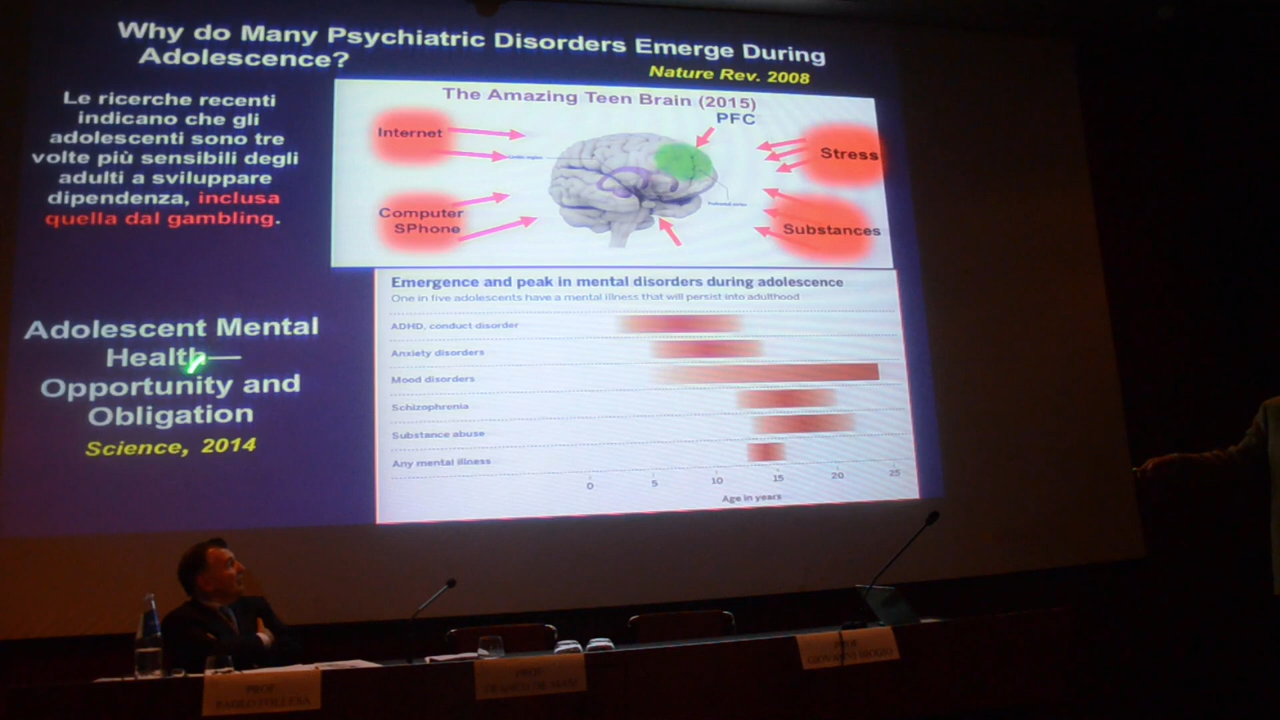 Why do Many Psychiatric Disorders Emerge During
Adolescence?
Nature Rev. 2008
Le ricerche recenti
indicano che gli
adolescenti sono tre
volte più sensibili degli
adulti a sviluppare
dipendenza, inclusa
quella dal gambling.
The Amazing Teen Brain (2015)
PFC
Internet
Stress
Computer
SPhone
Substances
Adolescent Mental
Health—
Opportunity and
Obligation
Science, 2014
Emergence and peak in mental disorders during adolescence
One in five adolescents have a mental illness that will persist into adulthood
ADHD, conduct disorder
Anxiety disorders
Mood disorders
Schizophrenia
Substance abuse
Any mental illness
0 5 10 15 20 25
Age in years
PROF.
PROF.
PROF.
GIOVANNI BIGGIO